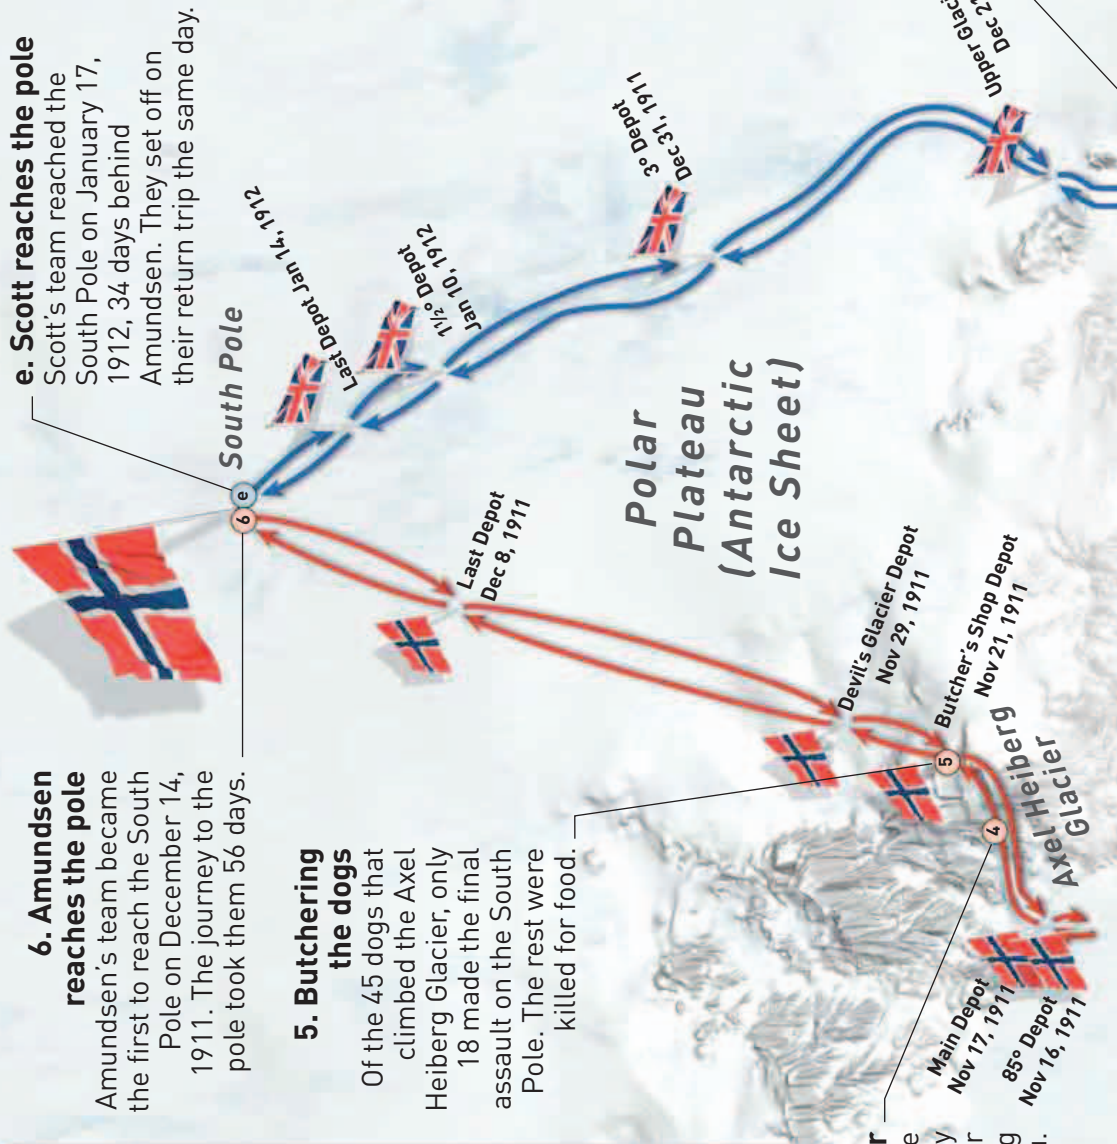 e. Scott reaches the pole
Scott's team reached the
South Pole on January 17,
1912, 34 days behind
Amundsen. They set off on
their return trip the same day.
6. Amundsen
reaches the pole
Amundsen's team became
the first to reach the South
Pole on December 14,
1911. The journey to the
pole took them 56 days.
5. Butchering
the dogs
Of the 45 dogs that
climbed the Axel
Heiberg Glacier, only
18 made the final
assault on the South
Pole. The rest were
killed for food.
South Pole
6
e
Last Depot Jan 14, 1912
1½° Depot
Jan 10, 1912
3° Depot
Dec 31, 1911
Upper Glaci
Dec 2
Last Depot
Dec 8, 1911
Polar
Plateau
(Antarctic
Ice Sheet)
Devil's Glacier Depot
Nov 29, 1911
Butcher's Shop Depot
Nov 21, 1911
5
4
Axel Heiberg
Glacier
Main Depot
Nov 17, 1911
85° Depot
Nov 16, 1911
r
e
y
r
g
.